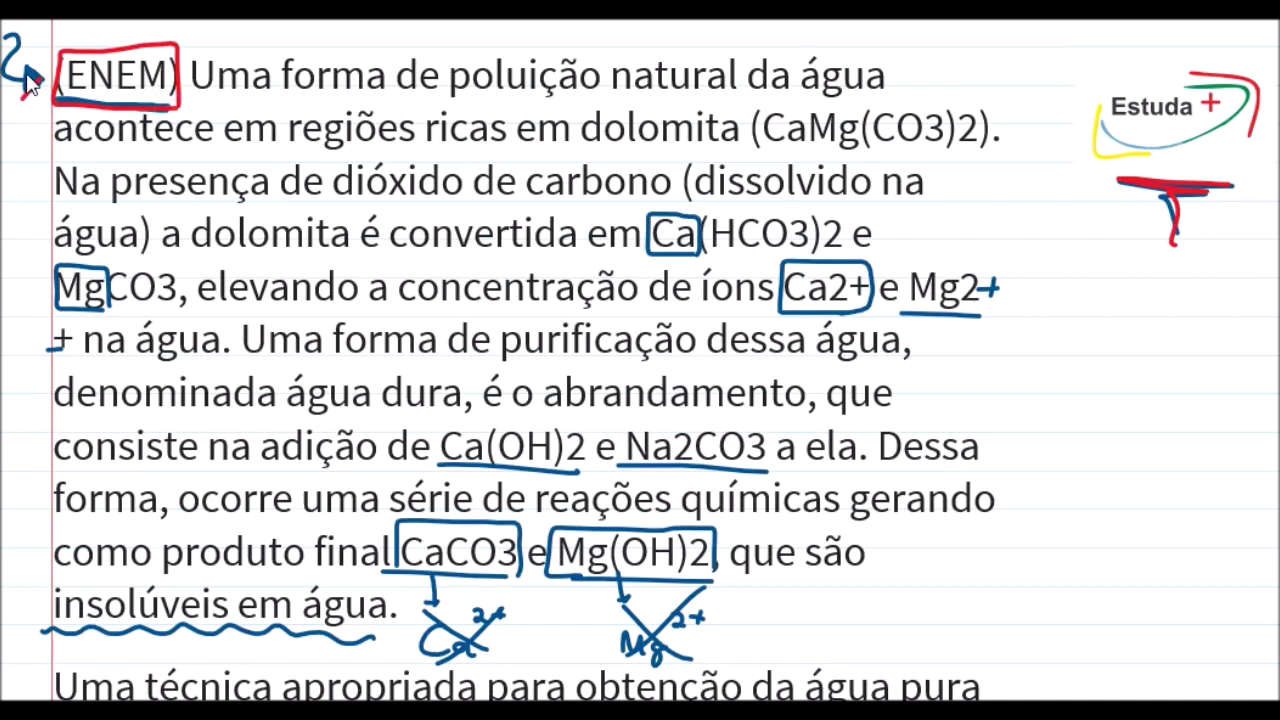 (ENEM) Uma forma de poluição natural da água
acontece em regiões ricas em dolomita (CaMg(CO3)2).
Na presença de dióxido de carbono (dissolvido na
água) a dolomita é convertida em Ca(HCO3)2 e
MgCO3, elevando a concentração de íons Ca2+ e Mg2+
+ na água. Uma forma de purificação dessa água,
denominada água dura, é o abrandamento, que
consiste na adição de Ca(OH)2 e Na2CO3 a ela. Dessa
forma, ocorre uma série de reações químicas gerando
como produto final CaCO3 e Mg(OH)2, que são
insolúveis em água.
Ca2+ Mg2+
Uma técnica apropriada para obtenção da água pura
Estuda +